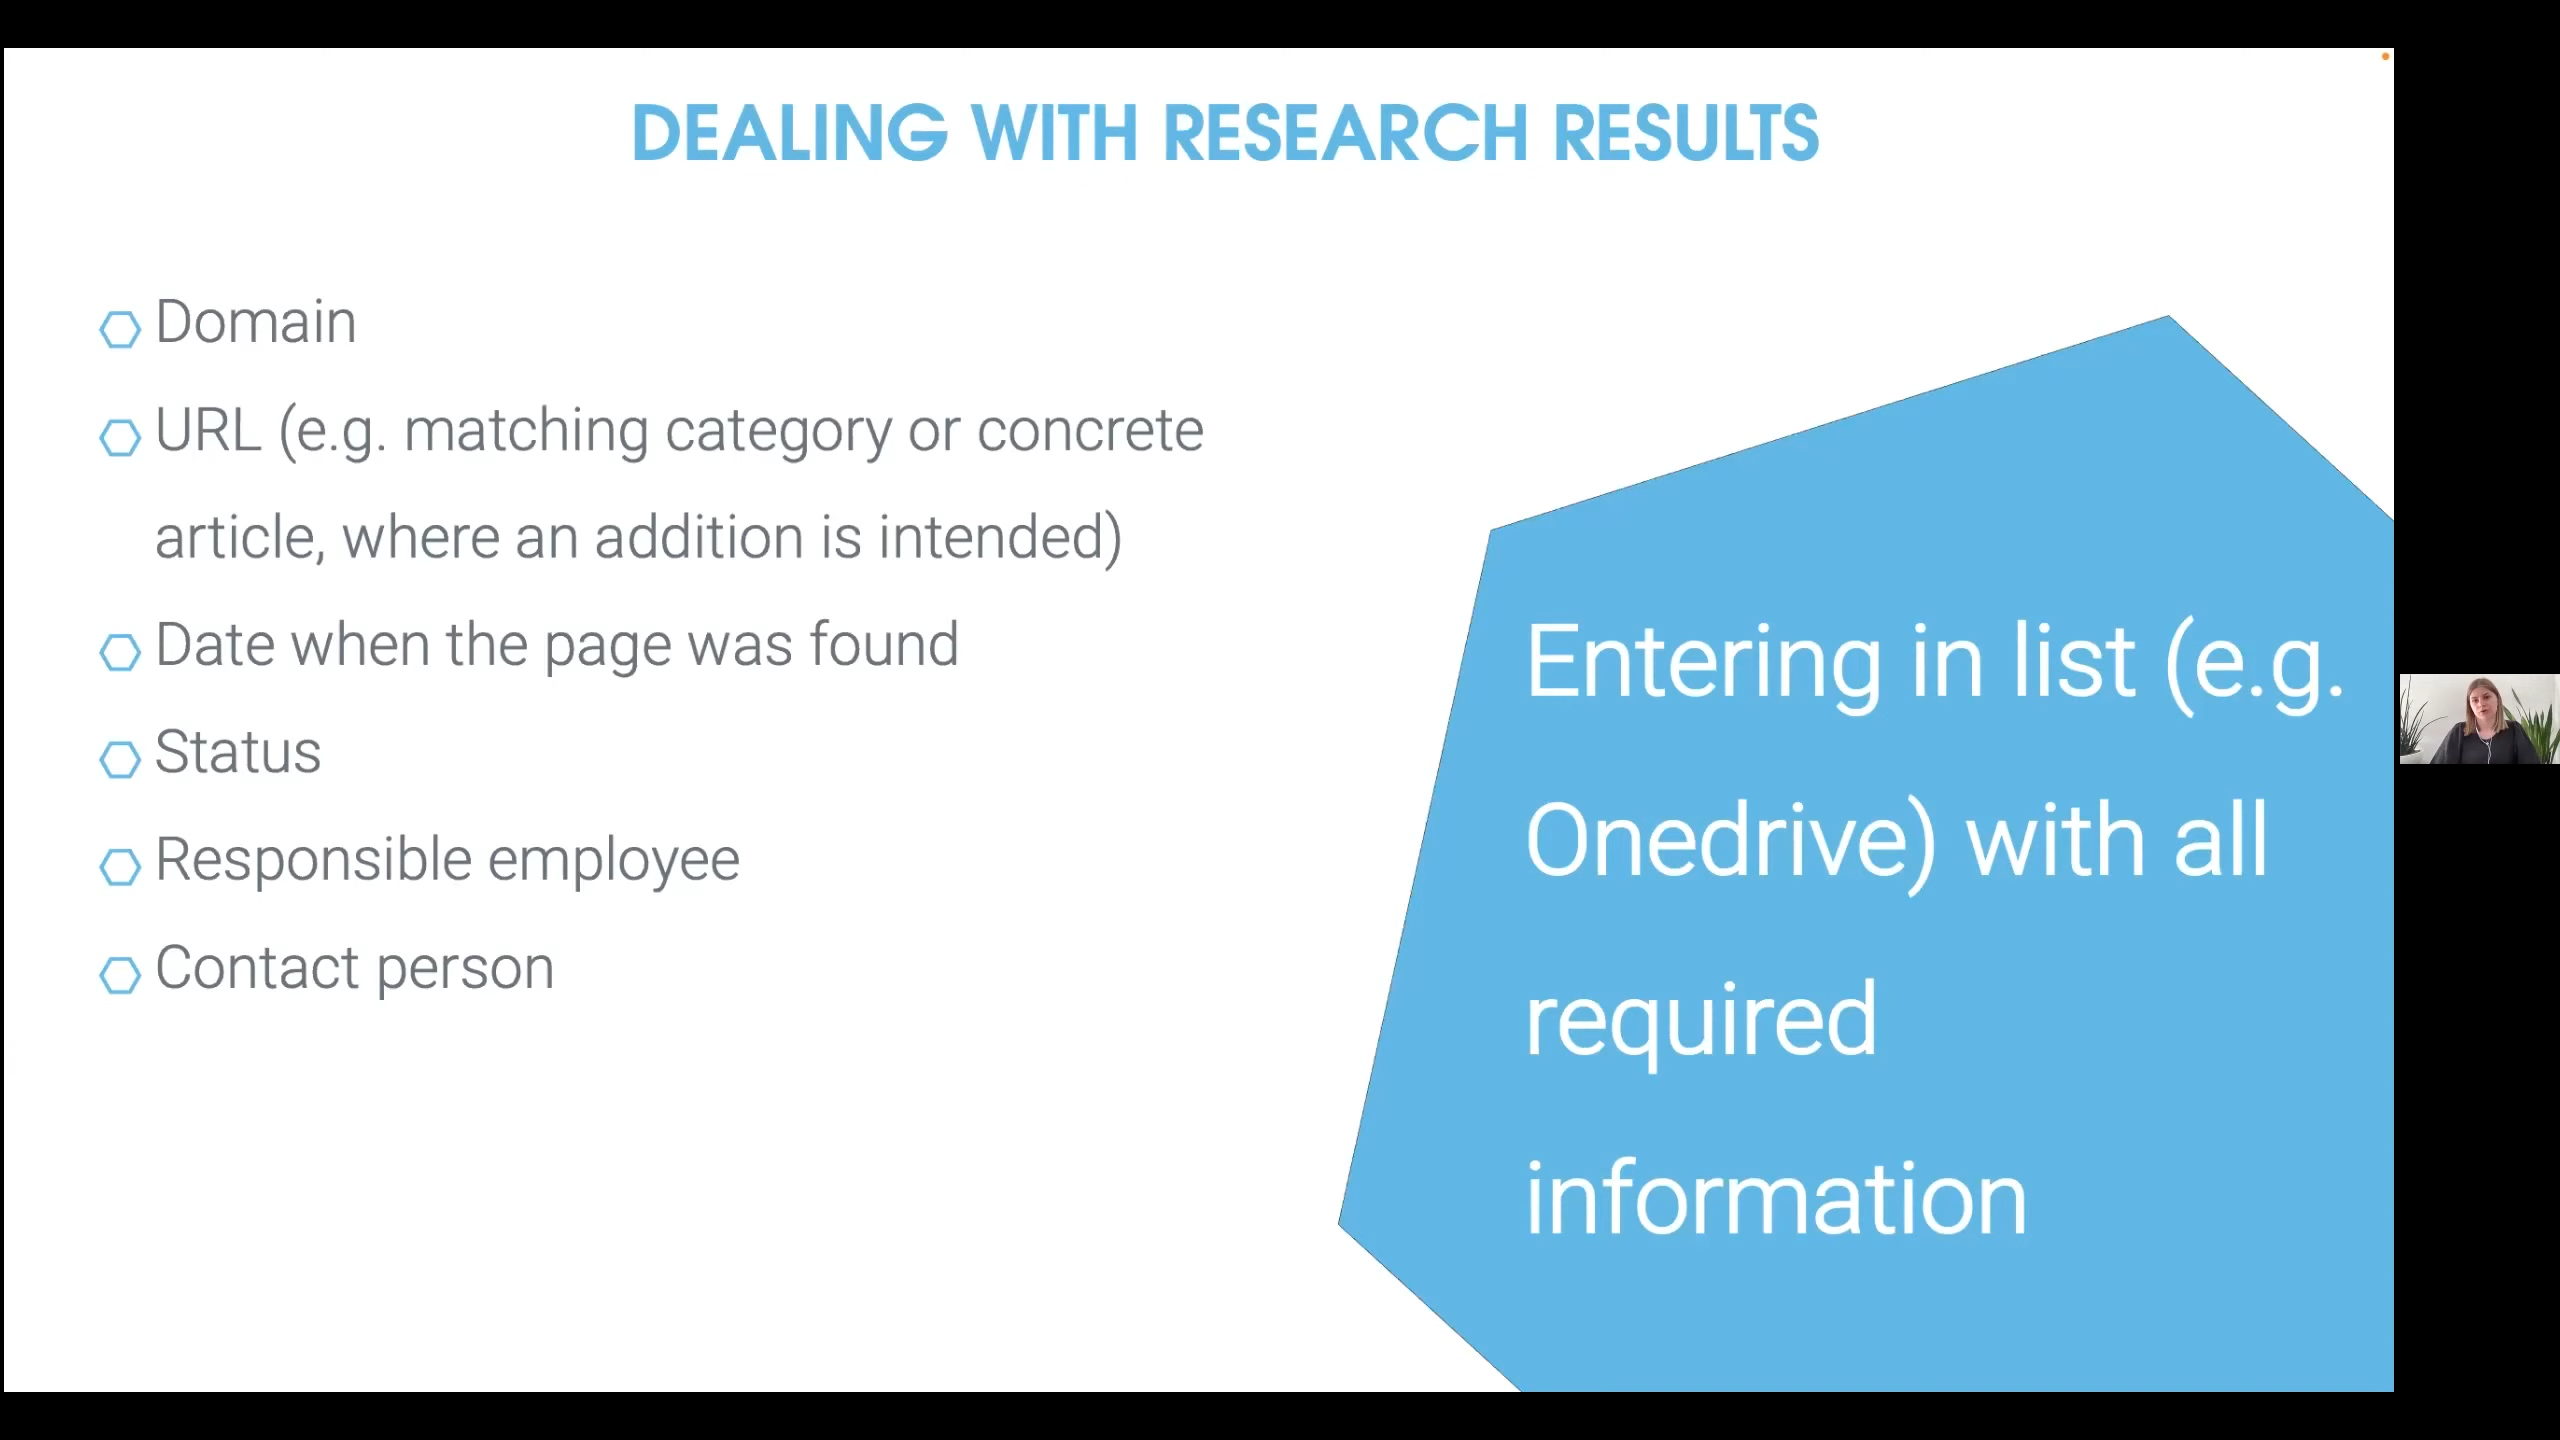 DEALING WITH RESEARCH RESULTS
Domain
URL (e.g. matching category or concrete
article, where an addition is intended)
Date when the page was found
Status
Responsible employee
Contact person
Entering in list (e.g.
Onedrive) with all
required
information